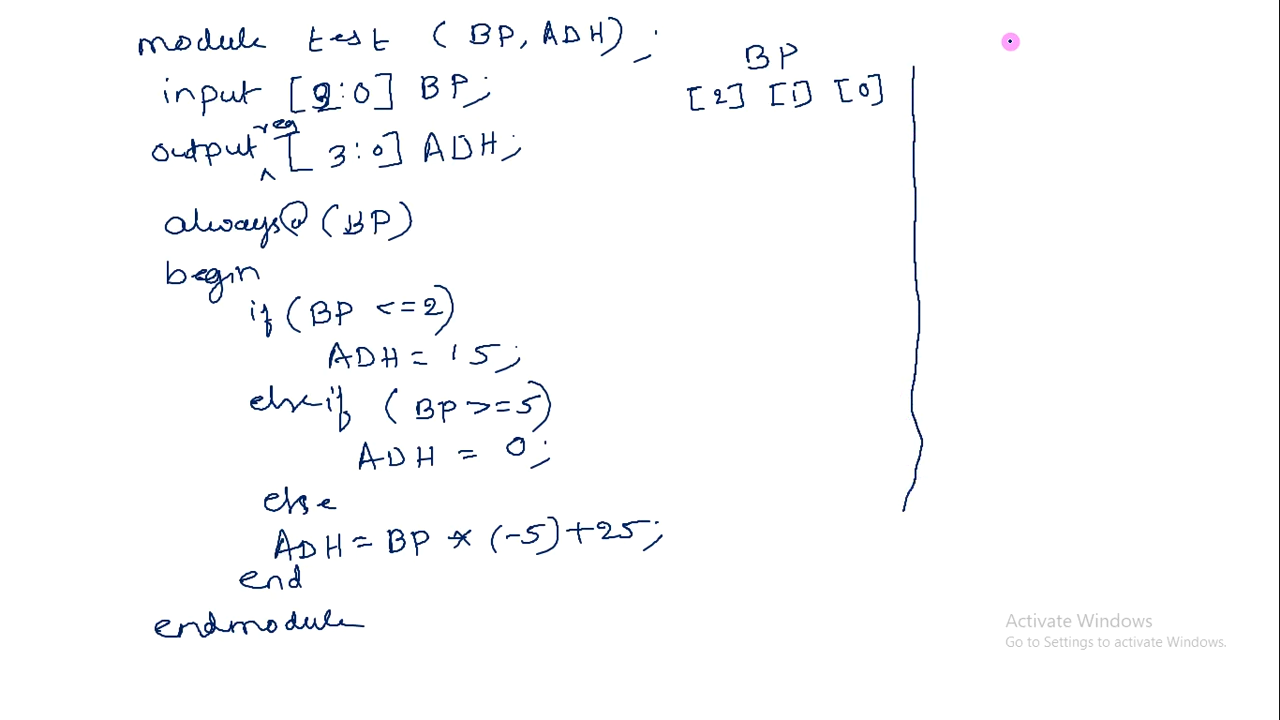 module test (BP, ADH);
input [2:0] BP;
output reg [3:0] ADH;
always@(BP)
begin
if (BP <=2)
ADH = 15;
else if (BP >=5)
ADH = 0;
else
ADH = BP * (-5)+25;
end
endmodule
BP
[2] [1] [0]
Activate Windows
Go to Settings to activate Windows.